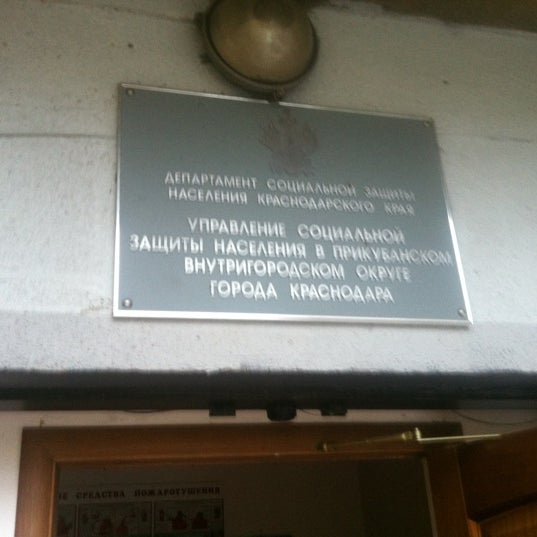 ДЕПАРТАМЕНТ СОЦИАЛЬНОЙ ЗАЩИТЫ
НАСЕЛЕНИЯ КРАСНОДАРСКОГО КРАЯ
УПРАВЛЕНИЕ СОЦИАЛЬНОЙ
ЗАЩИТЫ НАСЕЛЕНИЯ В ПРИКУБАНСКОМ
ВНУТРИГОРОДСКОМ ОКРУГЕ
ГОРОДА КРАСНОДАРА
СРЕДСТВА ПОЖАРОТУШЕНИЯ